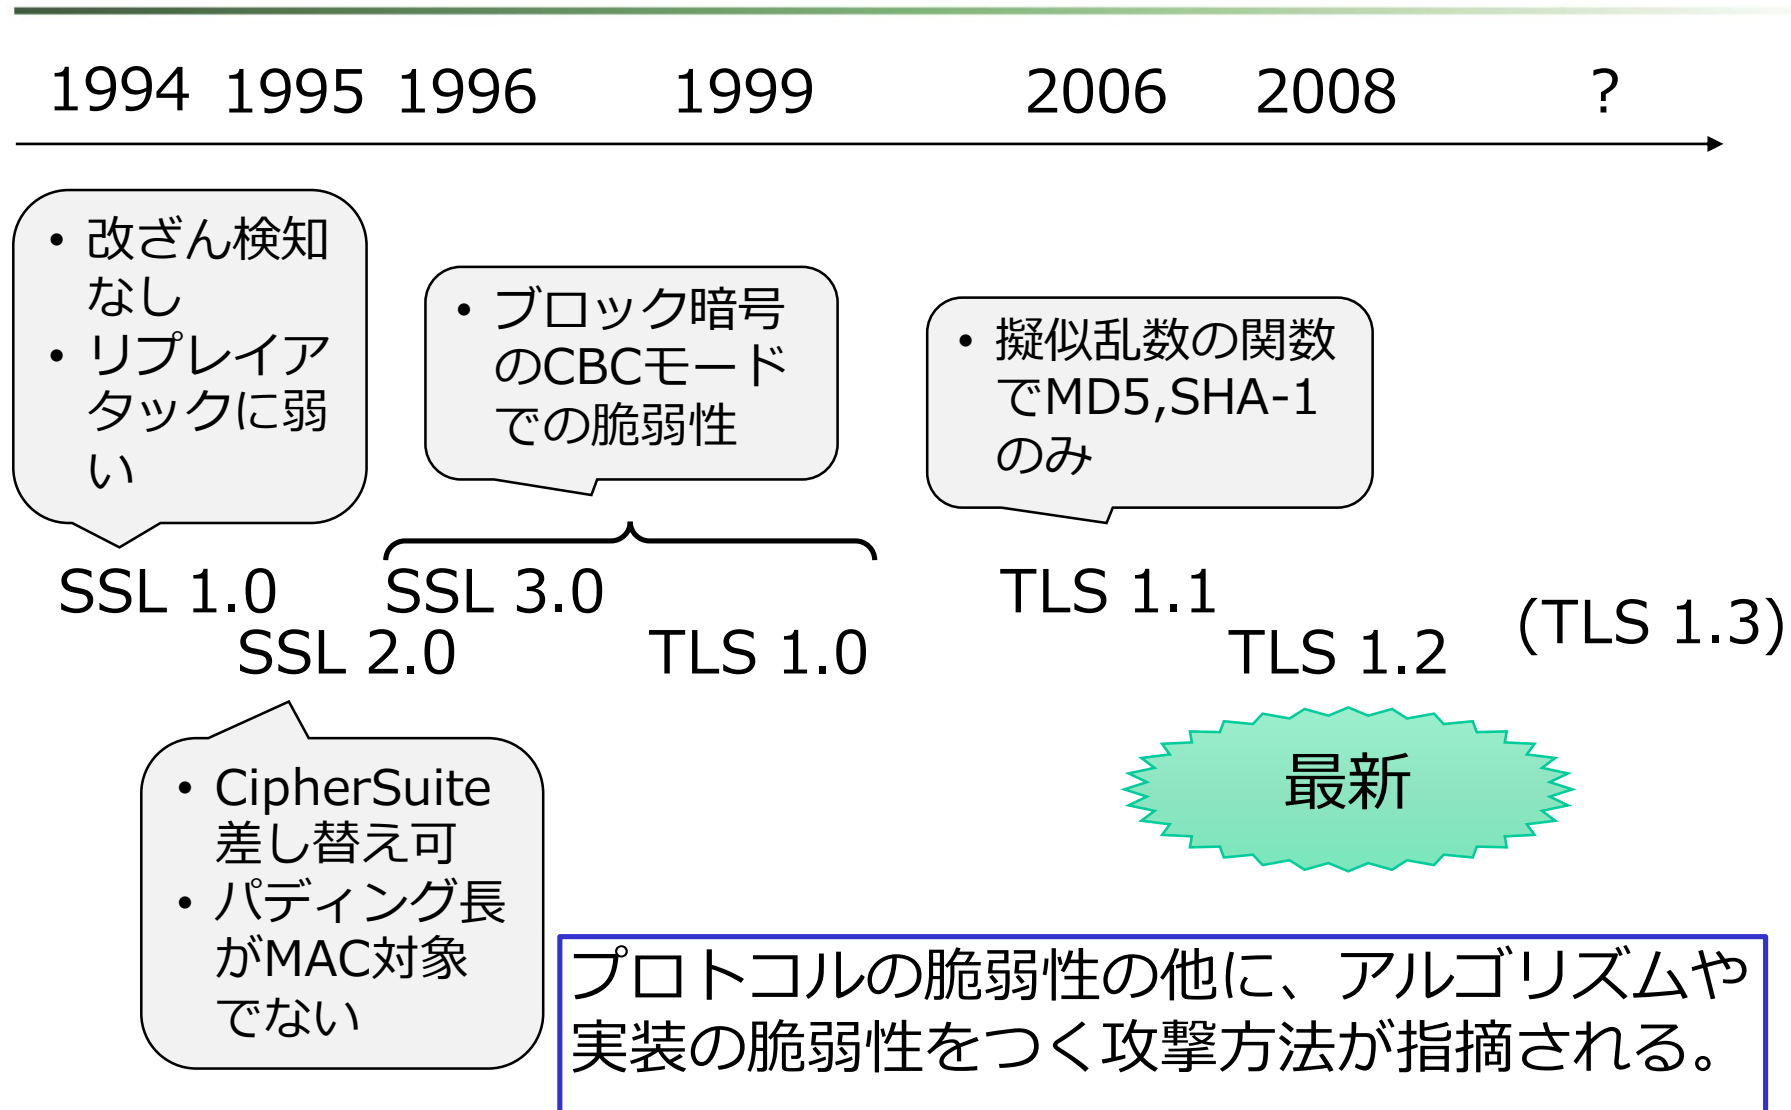 1994 1995 1996 1999 2006 2008 ?
• 改ざん検知
なし
• リプレイア
タックに弱
い
• ブロック暗号
のCBCモード
での脆弱性
• 擬似乱数の関数
でMD5,SHA-1
のみ
SSL 1.0
SSL 2.0
SSL 3.0
TLS 1.0
TLS 1.1
TLS 1.2
(TLS 1.3)
• CipherSuite
差し替え可
• パディング長
がMAC対象
でない
最新
プロトコルの脆弱性の他に、アルゴリズムや
実装の脆弱性をつく攻撃方法が指摘される。